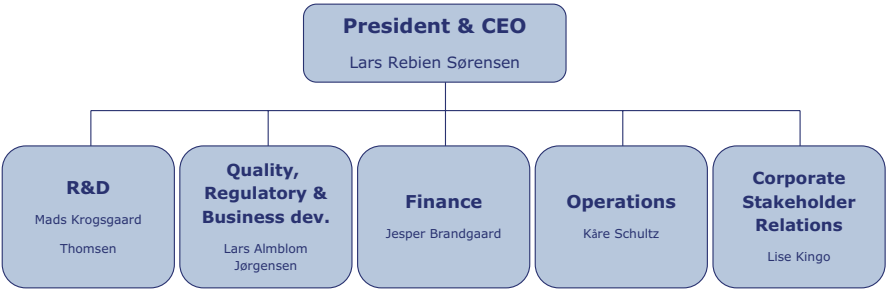 President & CEO
Lars Rebien Sørensen
R&D
Mads Krogsgaard
Thomsen
Quality,
Regulatory &
Business dev.
Lars Almblom
Jørgensen
Finance
Jesper Brandgaard
Operations
Kåre Schultz
Corporate
Stakeholder
Relations
Lise Kingo